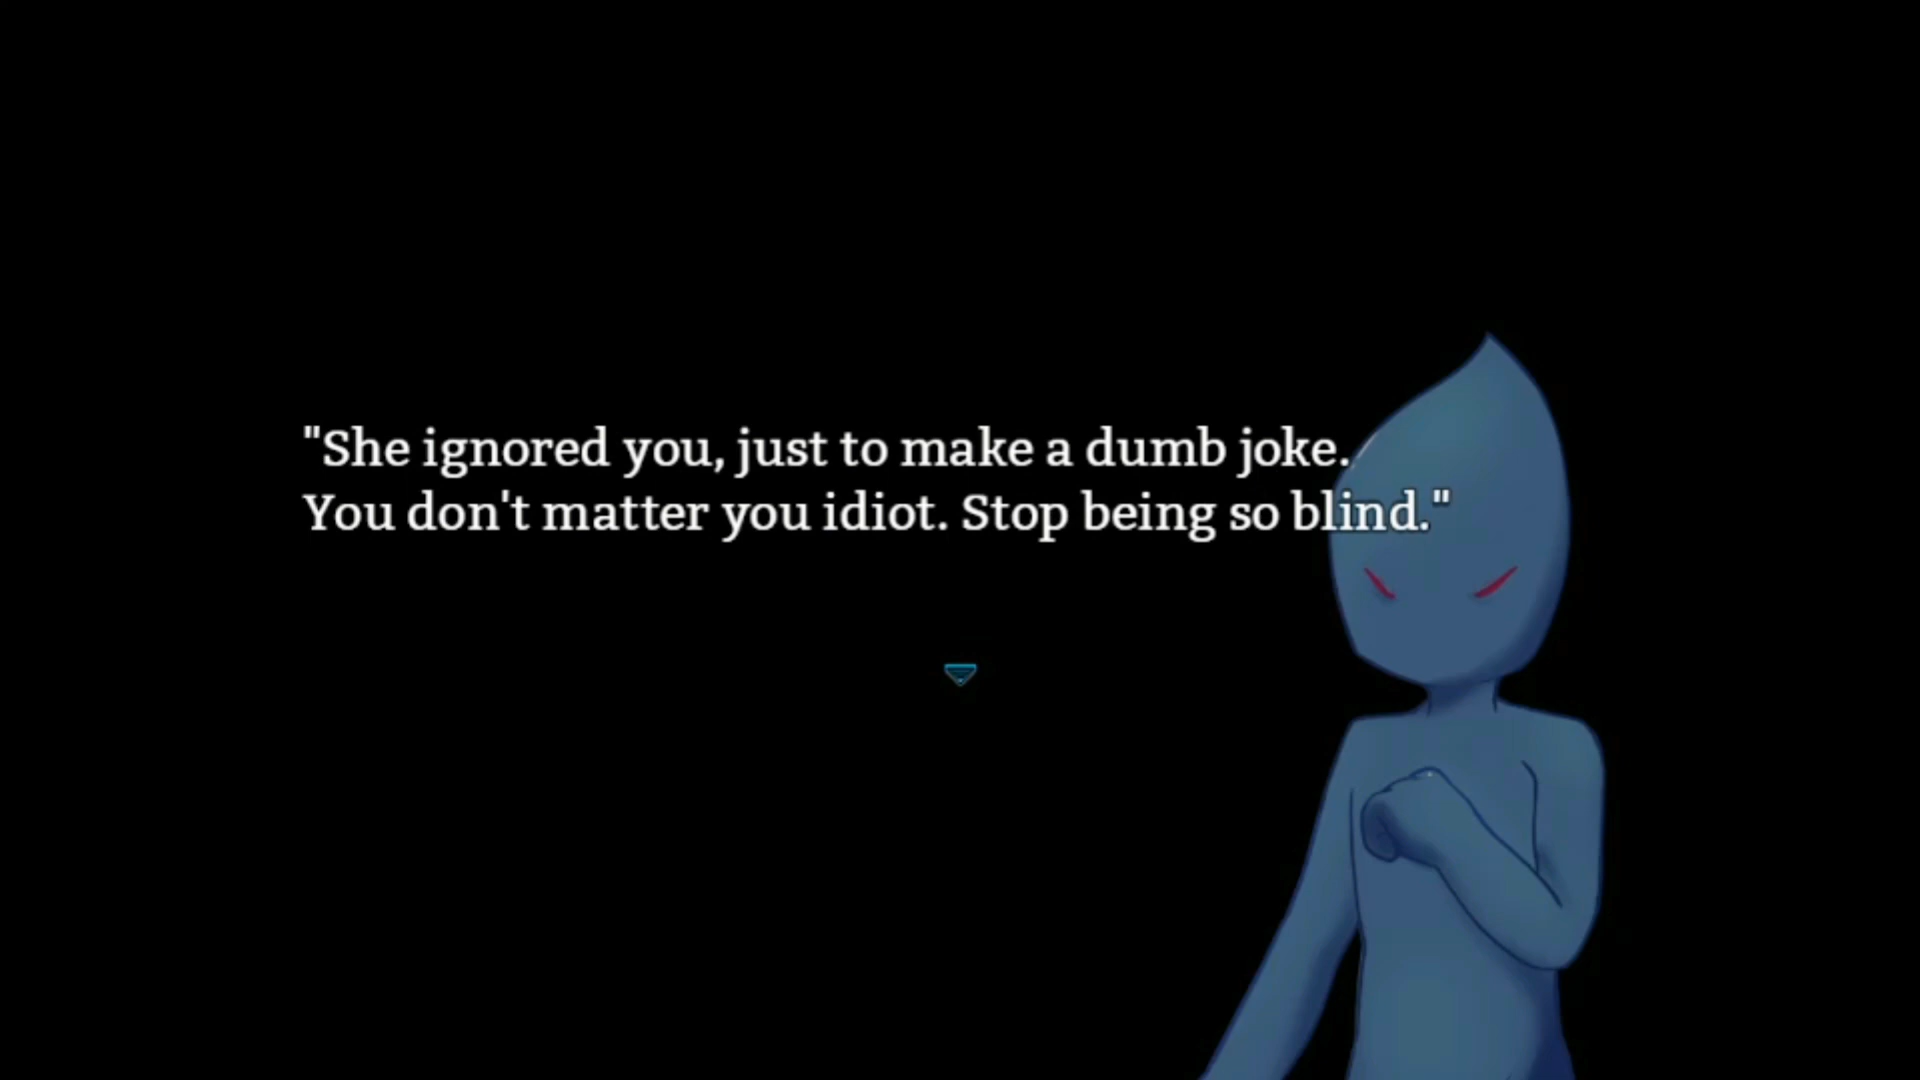 "She ignored you, just to make a dumb joke.
You don't matter you idiot. Stop being so blind."